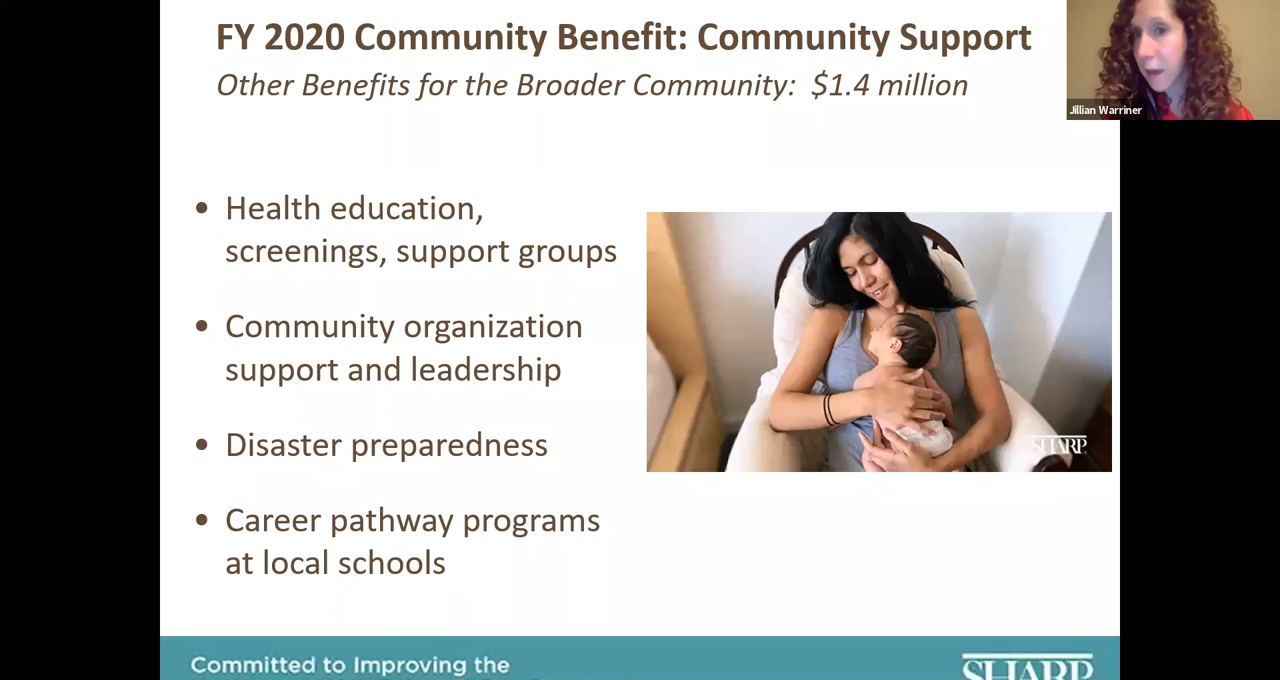 FY 2020 Community Benefit: Community Support
Other Benefits for the Broader Community:  $1.4 million
Jillian Warriner
• Health education,
screenings, support groups
• Community organization
support and leadership
• Disaster preparedness
• Career pathway programs
at local schools
SHARP
Committed to Improving the
SHARP